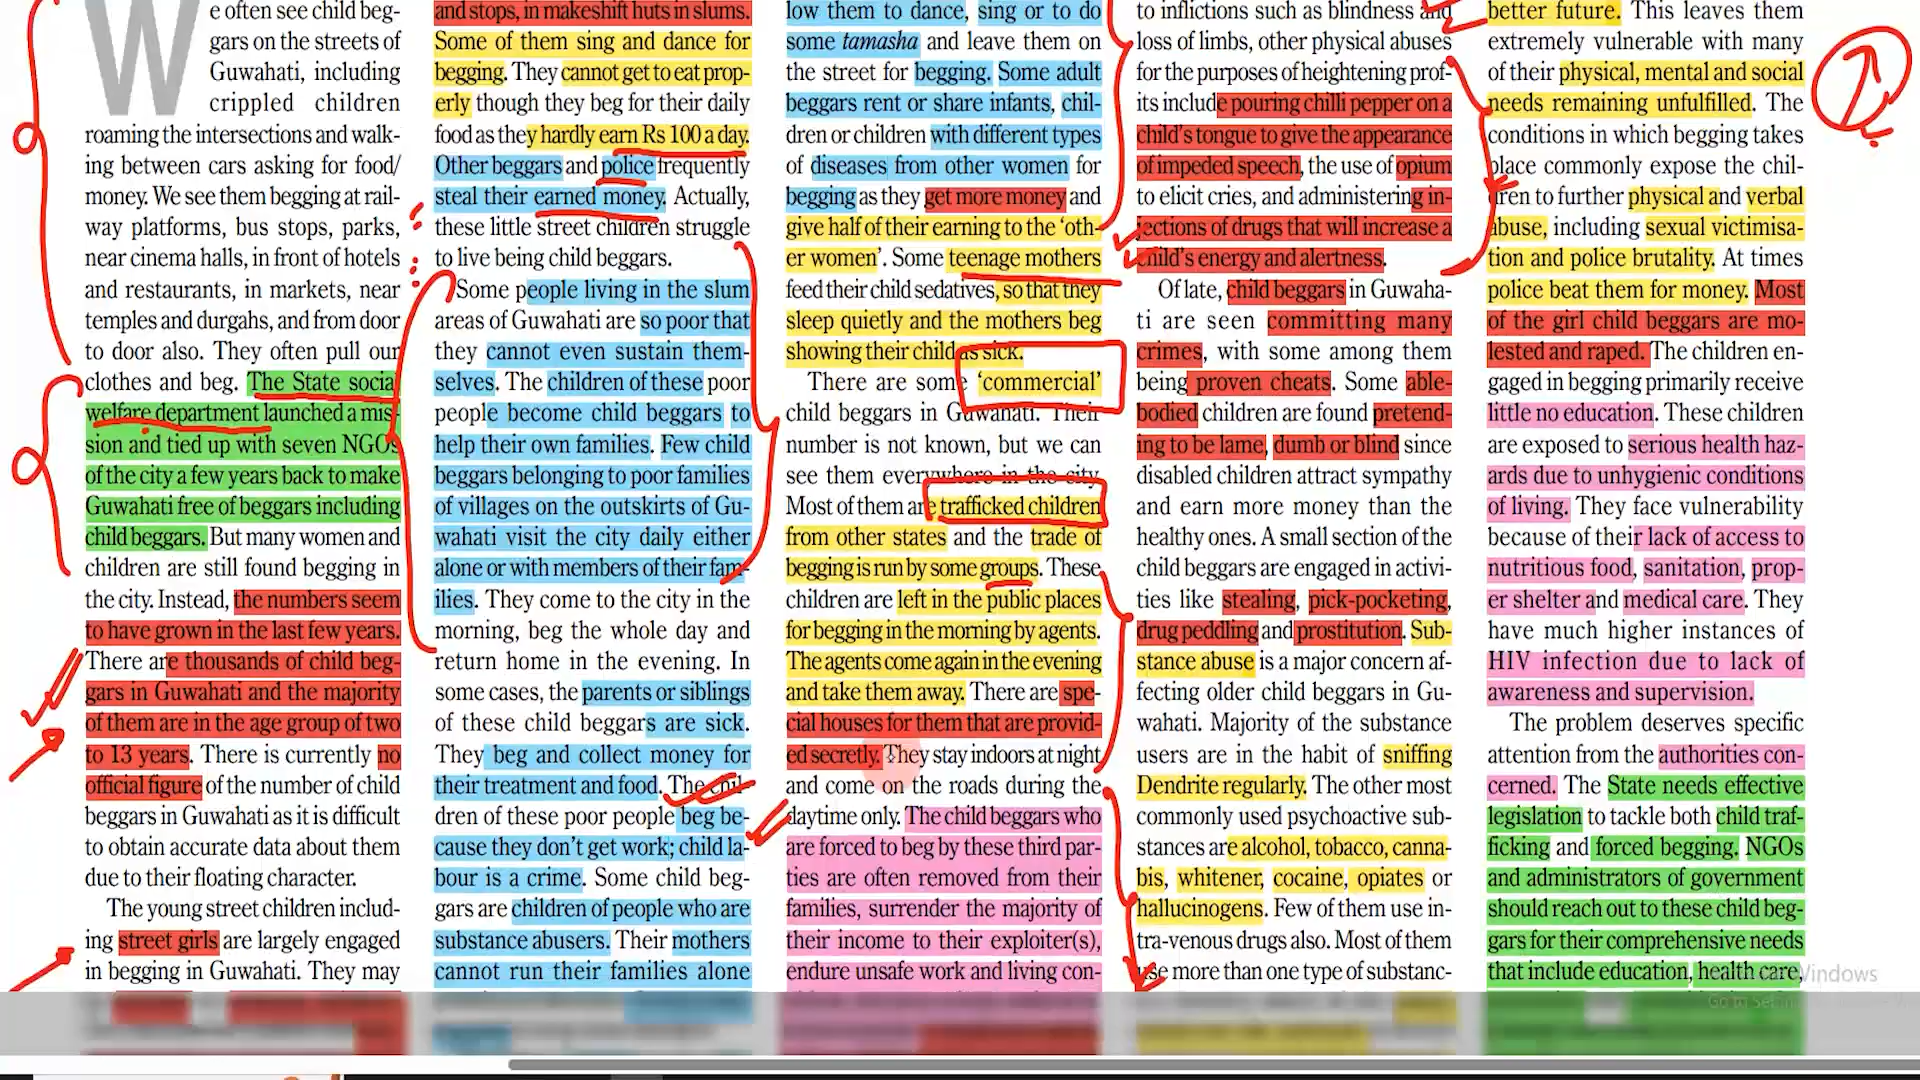 We often see child beg-
gars on the streets of
Guwahati, including
crippled children
roaming the intersections and walk-
ing between cars asking for food/
money. We see them begging at rail-
way platforms, bus stops, parks,
near cinema halls, in front of hotels
and restaurants, in markets, near
temples and durgahs, and from door
to door also. They often pull our
clothes and beg. The State social
welfare department launched a mis-
sion and tied up with seven NGOs
of the city a few years back to make
Guwahati free of beggars including
child beggars. But many women and
children are still found begging in
the city. Instead, the numbers seem
to have grown in the last few years.
There are thousands of child beg-
gars in Guwahati and the majority
of them are in the age group of two
to 13 years. There is currently no
official figure of the number of child
beggars in Guwahati as it is difficult
to obtain accurate data about them
due to their floating character.
The young street children includ-
ing street girls are largely engaged
in begging in Guwahati. They may
and stops, in makeshift huts in slums.
Some of them sing and dance for
begging. They cannot get to eat prop-
erly though they beg for their daily
food as they hardly earn Rs 100 a day.
Other beggars and police frequently
steal their earned money. Actually,
these little street children struggle
to live being child beggars.
Some people living in the slum
areas of Guwahati are so poor that
they cannot even sustain them-
selves. The children of these poor
people become child beggars to
help their own families. Few child
beggars belonging to poor families
of villages on the outskirts of Gu-
wahati visit the city daily either
alone or with members of their fam-
ilies. They come to the city in the
morning, beg the whole day and
return home in the evening. In
some cases, the parents or siblings
of these child beggars are sick.
They beg and collect money for
their treatment and food. The chil-
dren of these poor people beg be-
cause they don't get work; child la-
bour is a crime. Some child beg-
gars are children of people who are
substance abusers. Their mothers
cannot run their families alone
low them to dance, sing or to do
some tamasha and leave them on
the street for begging. Some adult
beggars rent or share infants, chil-
dren or children with different types
of diseases from other women for
begging as they get more money and
give half of their earning to the ‘oth-
er women’. Some teenage mothers
feed their child sedatives, so that they
sleep quietly and the mothers beg
showing their child as sick.
There are some ‘commercial’
child beggars in Guwahati. Their
number is not known, but we can
see them everywhere in the city.
Most of them are trafficked children
from other states and the trade of
begging is run by some groups. These
children are left in the public places
for begging in the morning by agents.
The agents come again in the evening
and take them away. There are spe-
cial houses for them that are provid-
ed secretly. They stay indoors at night
and come on the roads during the
daytime only. The child beggars who
are forced to beg by these third par-
ties are often removed from their
families, surrender the majority of
their income to their exploiter(s),
endure unsafe work and living con-
to inflictions such as blindness and
loss of limbs, other physical abuses
for the purposes of heightening prof-
its include pouring chilli pepper on a
child's tongue to give the appearance
of impeded speech, the use of opium
to elicit cries, and administering in-
jections of drugs that will increase a
child's energy and alertness.
Of late, child beggars in Guwaha-
ti are seen committing many
crimes, with some among them
being proven cheats. Some able-
bodied children are found pretend-
ing to be lame, dumb or blind since
disabled children attract sympathy
and earn more money than the
healthy ones. A small section of the
child beggars are engaged in activi-
ties like stealing, pick-pocketing,
drug peddling and prostitution. Sub-
stance abuse is a major concern af-
fecting older child beggars in Gu-
wahati. Majority of the substance
users are in the habit of sniffing
Dendrite regularly. The other most
commonly used psychoactive sub-
stances are alcohol, tobacco, canna-
bis, whitener, cocaine, opiates or
hallucinogens. Few of them use in-
tra-venous drugs also. Most of them
use more than one type of substanc-
better future. This leaves them
extremely vulnerable with many
of their physical, mental and social
needs remaining unfulfilled. The
conditions in which begging takes
place commonly expose the chil-
dren to further physical and verbal
abuse, including sexual victimisa-
tion and police brutality. At times
police beat them for money. Most
of the girl child beggars are mo-
lested and raped. The children en-
gaged in begging primarily receive
little no education. These children
are exposed to serious health haz-
ards due to unhygienic conditions
of living. They face vulnerability
because of their lack of access to
nutritious food, sanitation, prop-
er shelter and medical care. They
have much higher instances of
HIV infection due to lack of
awareness and supervision.
The problem deserves specific
attention from the authorities con-
cerned. The State needs effective
legislation to tackle both child traf-
ficking and forced begging. NGOs
and administrators of government
should reach out to these child beg-
gars for their comprehensive needs
that include education, health care,
Windows